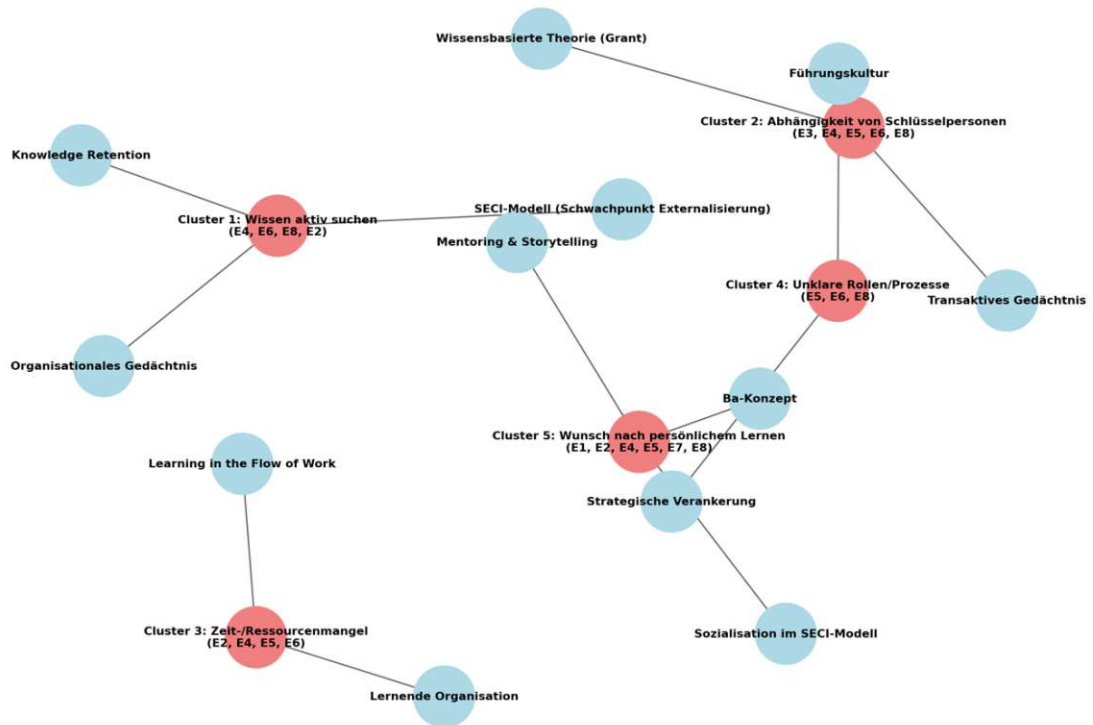 Wissensbasierte Theorie (Grant)
Führungskultur
Cluster 2: Abhängigkeit von Schlüsselpersonen
(E3, E4, E5, E6, E8)
Knowledge Retention
SECI-Modell (Schwachpunkt Externalisierung)
Cluster 1: Wissen aktiv suchen
(E4, E6, E8, E2)
Mentoring & Storytelling
Cluster 4: Unklare Rollen/Prozesse
(E5, E6, E8)
Transaktives Gedächtnis
Organisationales Gedächtnis
Ba-Konzept
Cluster 5: Wunsch nach persönlichem Lernen
(E1, E2, E4, E5, E7, E8)
Learning in the Flow of Work
Strategische Verankerung
Cluster 3: Zeit-/Ressourcenmangel
(E2, E4, E5, E6)
Sozialisation im SECI-Modell
Lernende Organisation